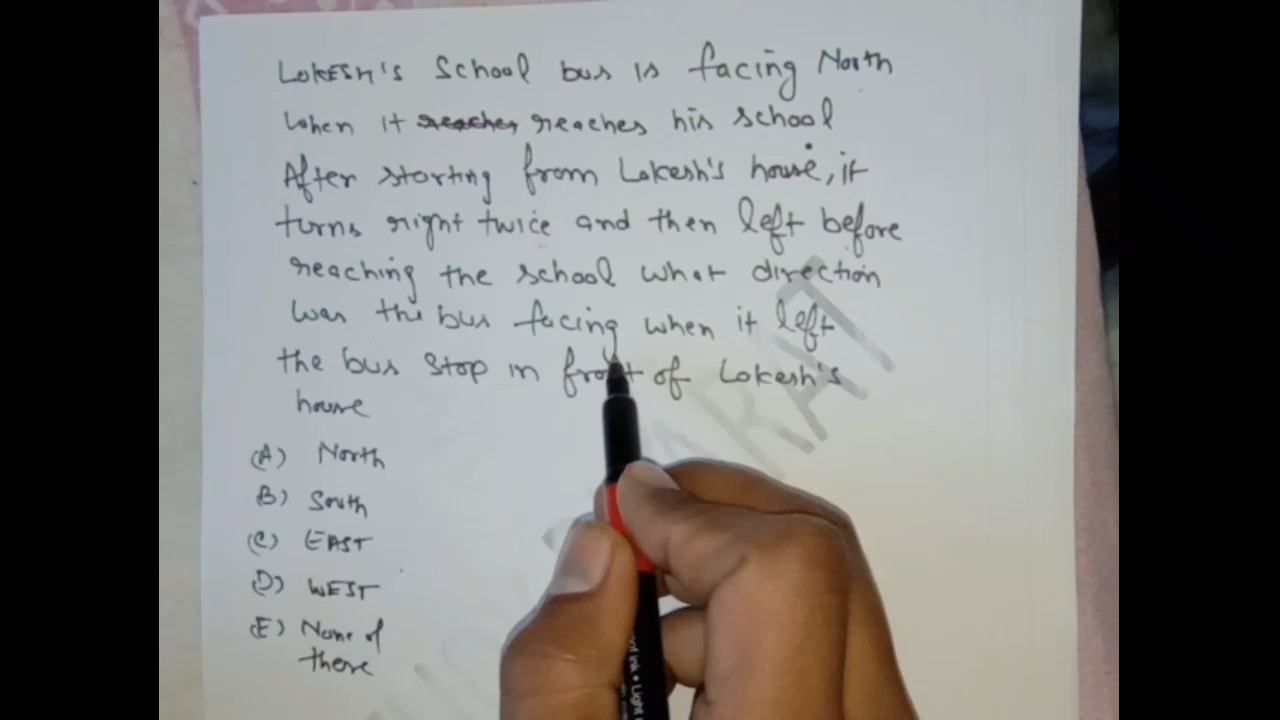 LOKESH's School bus is facing North
When it reaches reaches his school
After starting from Lokesh's house, it
turns right twice and then left before
reaching the school what direction
was the bus facing when it left
the bus stop in front of Lokesh's
house
(A) North
(B) South
(C) EAST
(D) WEST
(E) None of
these